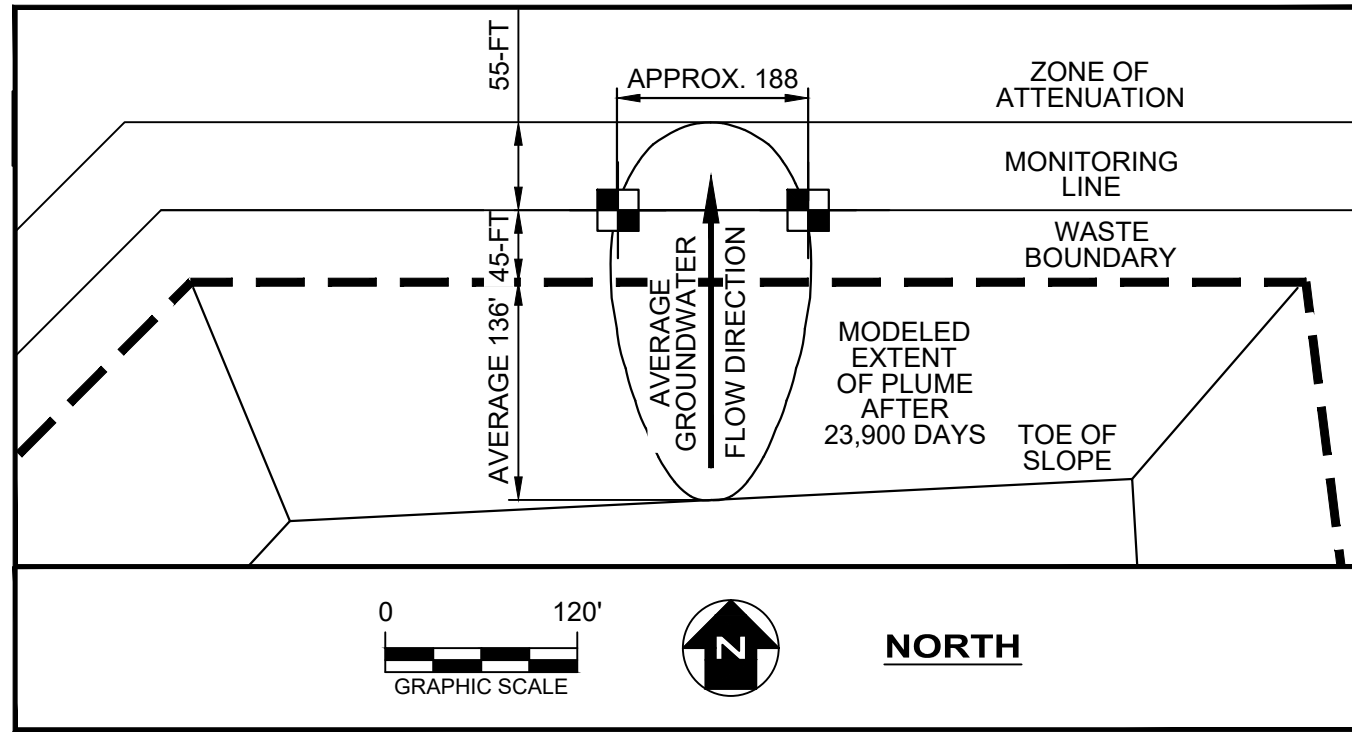 55-FT
APPROX. 188
ZONE OF
ATTENUATION
MONITORING
LINE
45-FT
WASTE
BOUNDARY
AVERAGE 136'
AVERAGE
GROUNDWATER
FLOW DIRECTION
MODELED
EXTENT
OF PLUME
AFTER
23,900 DAYS
TOE OF
SLOPE
0 120'
GRAPHIC SCALE
N
NORTH